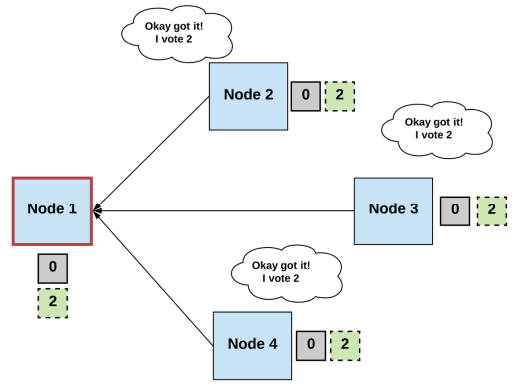 Okay got it!
I vote 2
Node 2
0
2
Okay got it!
I vote 2
Node 1
Node 3
0
2
0
2
Okay got it!
I vote 2
Node 4
0
2